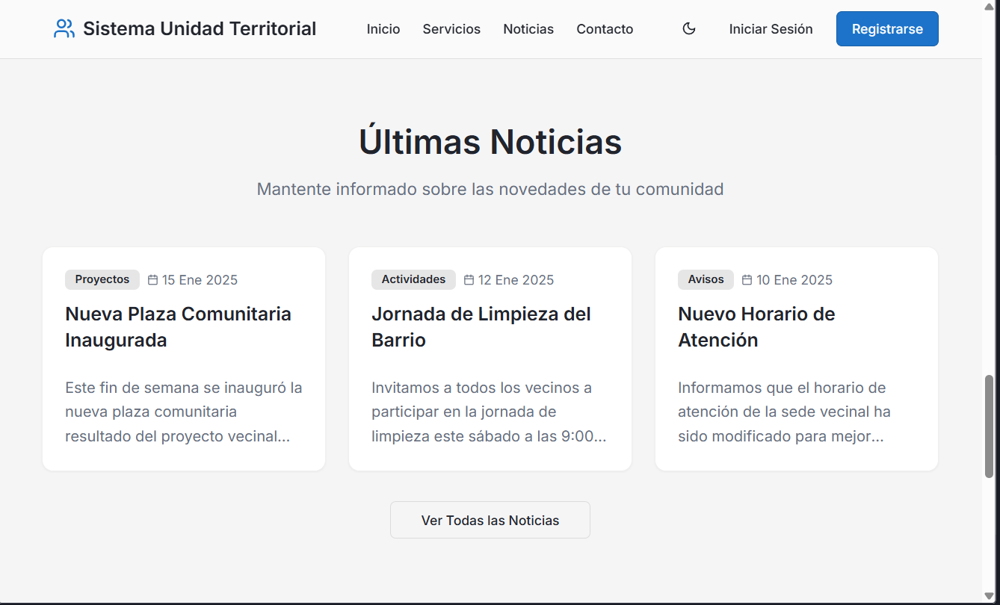 Sistema Unidad Territorial
Inicio
Servicios
Noticias
Contacto
Iniciar Sesión
Registrarse
Últimas Noticias
Mantente informado sobre las novedades de tu comunidad
Proyectos
15 Ene 2025
Nueva Plaza Comunitaria
Inaugurada
Este fin de semana se inauguró la
nueva plaza comunitaria
resultado del proyecto vecinal...
Actividades
12 Ene 2025
Jornada de Limpieza del
Barrio
Invitamos a todos los vecinos a
participar en la jornada de
limpieza este sábado a las 9:00...
Avisos
10 Ene 2025
Nuevo Horario de
Atención
Informamos que el horario de
atención de la sede vecinal ha
sido modificado para mejor...
Ver Todas las Noticias